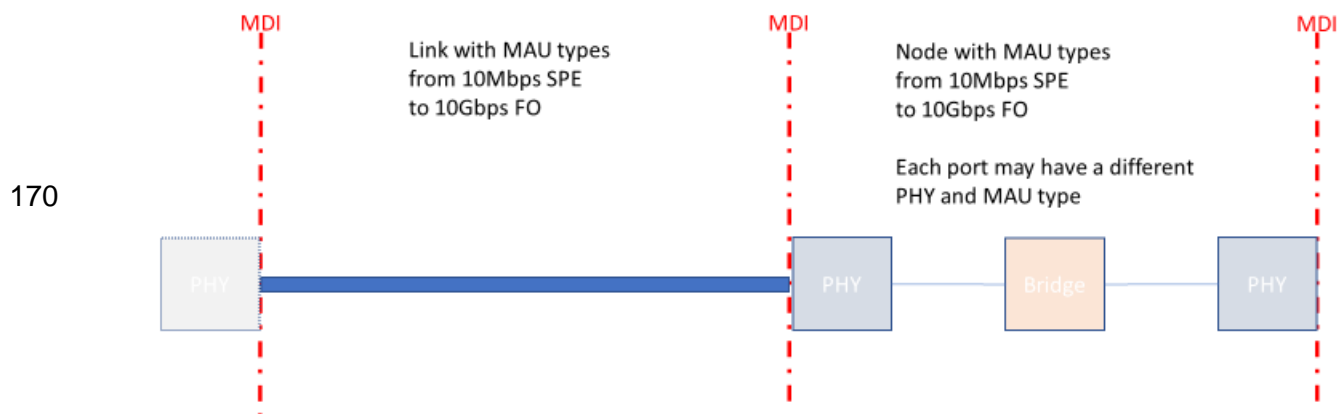 MDI
MDI
MDI
Link with MAU types
from 10Mbps SPE
to 10Gbps FO
Node with MAU types
from 10Mbps SPE
to 10Gbps FO
Each port may have a different
PHY and MAU type
170
PHY
PHY
Bridge
PHY